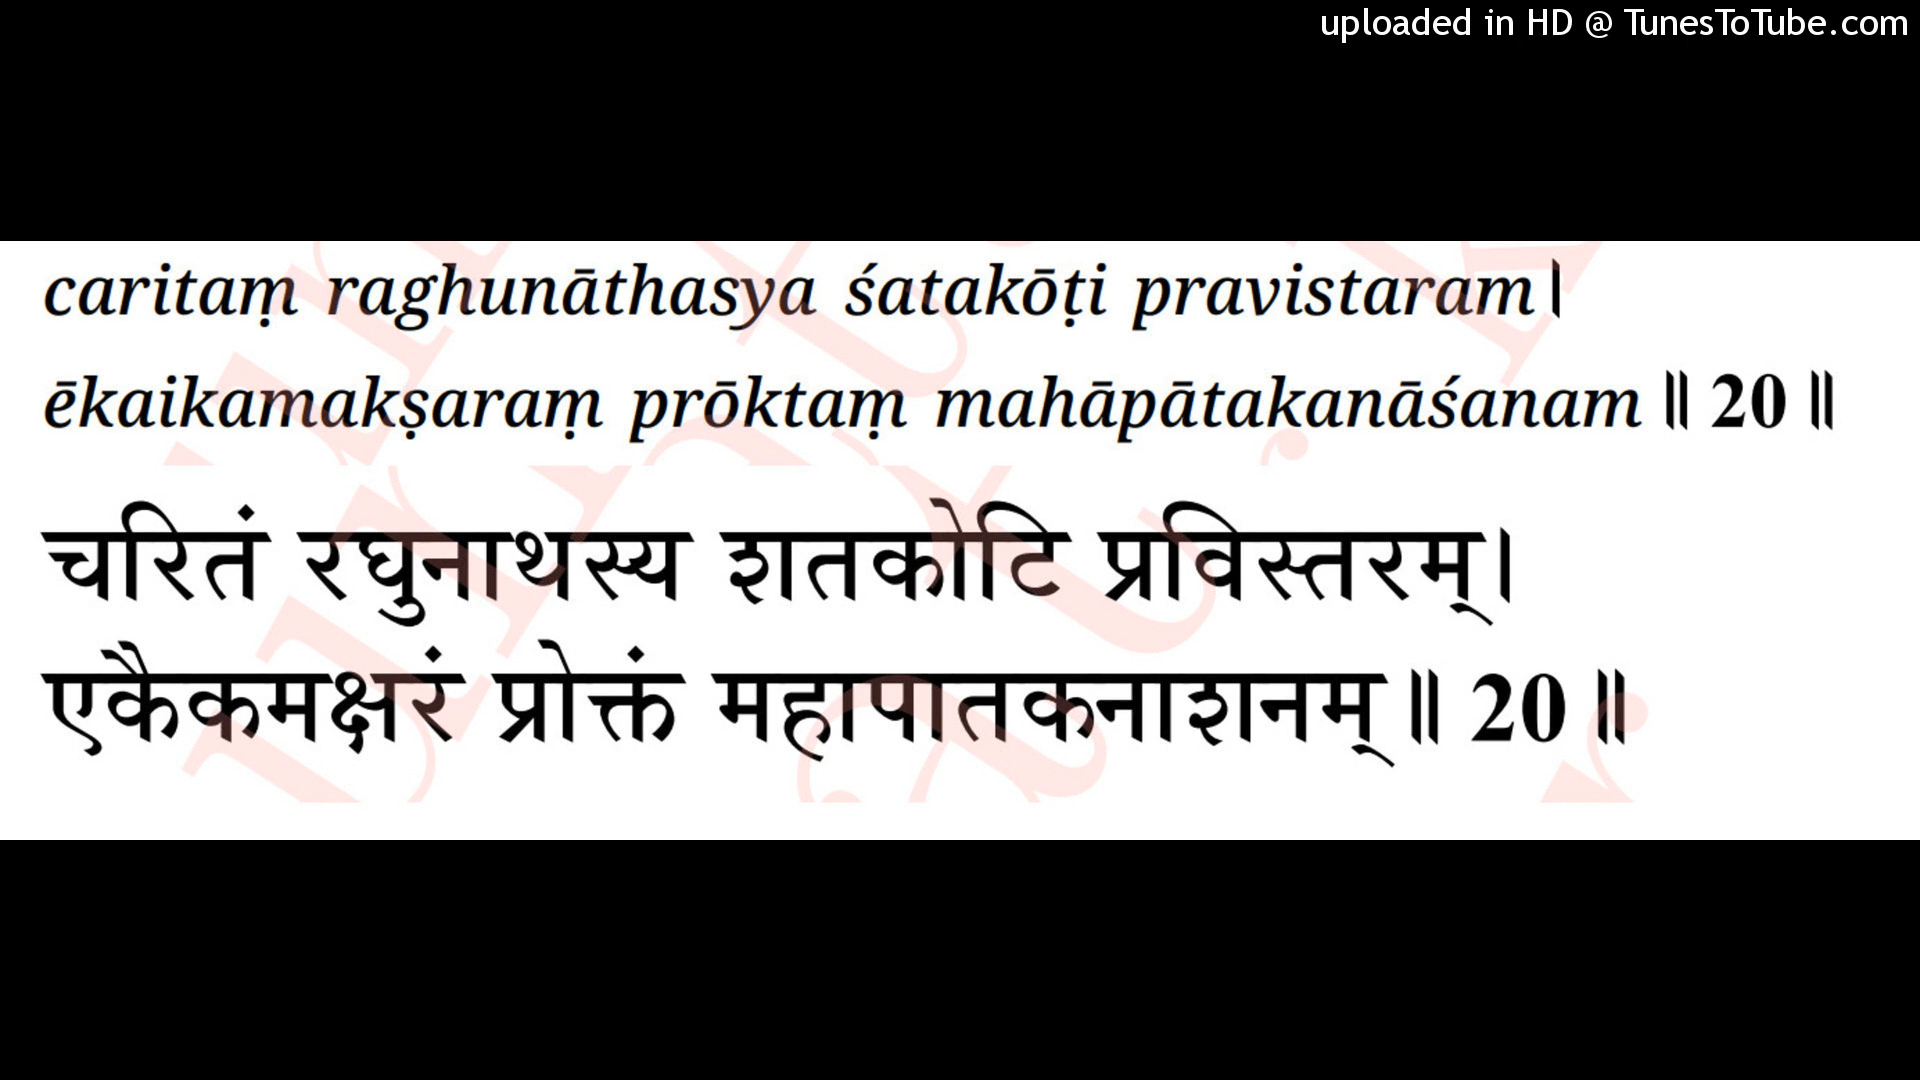 uploaded in HD @ TunesToTube.com
caritaṃ raghunāthasya śatakōṭi pravistaram।
ēkaikamakṣaraṃ prōktaṃ mahāpātakanāśanam॥ 20॥
चरितं रघुनाथस्य शतकोटि प्रविस्तरम्।
एकैकमक्षरं प्रोक्तं महापातकनाशनम्॥ 20॥